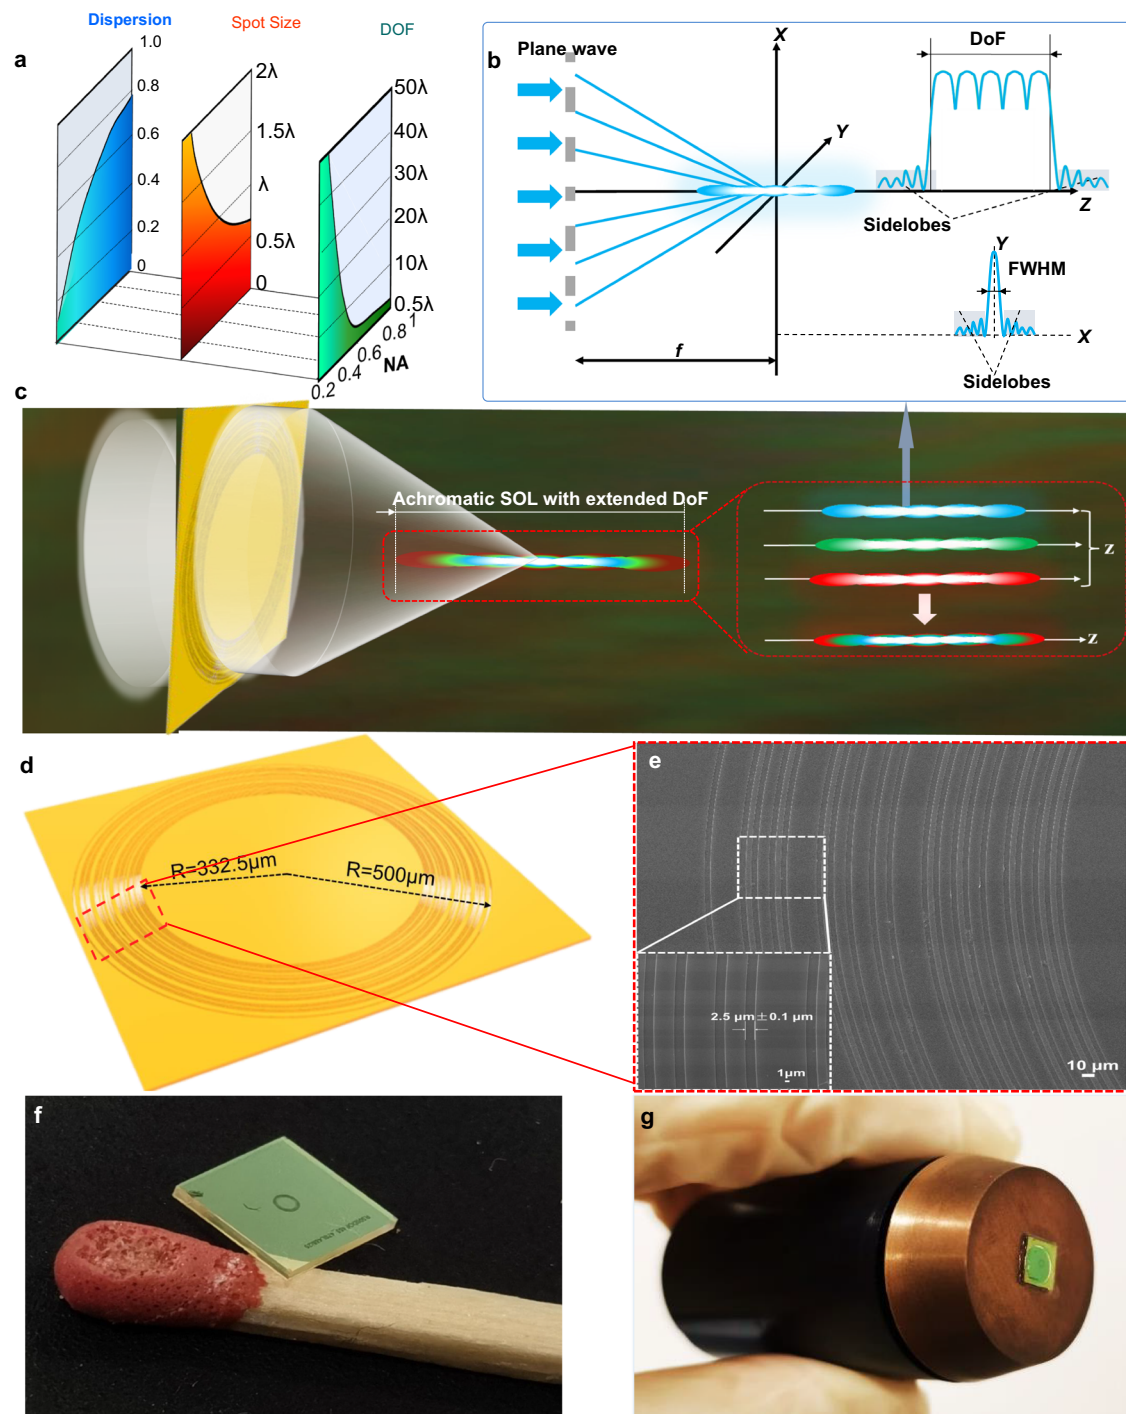 a
Dispersion
1.0
0.8
0.6
0.4
0.2
0
Spot Size
2λ
1.5λ
λ
0.5λ
0
DOF
50λ
40λ
30λ
20λ
10λ
0.5λ
0.2
0.4
0.6
0.8
1
NA
b
Plane wave
X
Y
Z
f
DoF
Sidelobes
Y
FWHM
X
Sidelobes
c
Achromatic SOL with extended DoF
z
z
d
R=332.5μm
R=500μm
e
2.5 μm±0.1 μm
1μm
10 μm
f
g